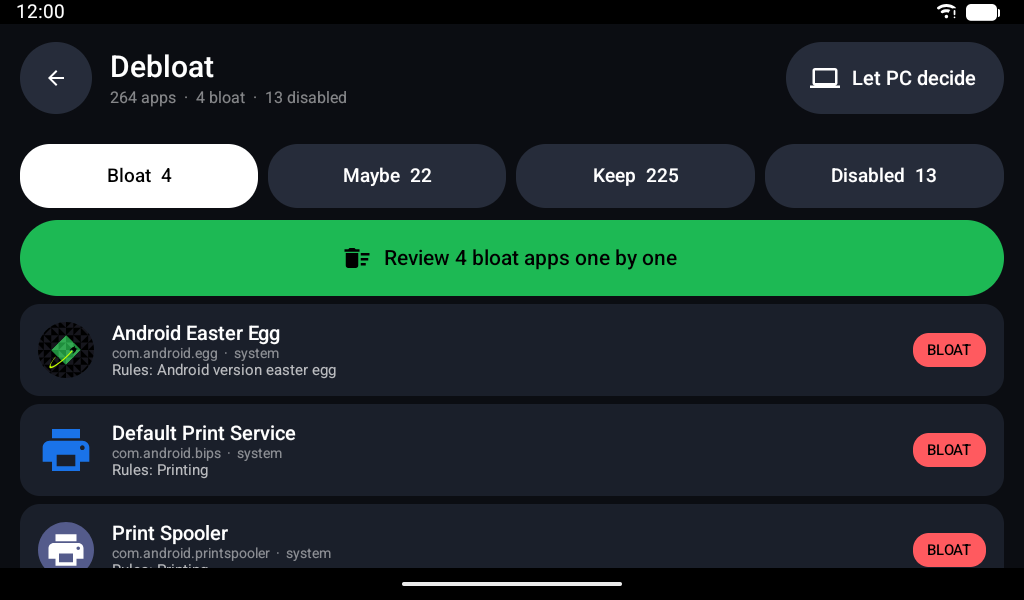 12:00
Debloat
264 apps · 4 bloat · 13 disabled
Let PC decide
Bloat 4
Maybe 22
Keep 225
Disabled 13
Review 4 bloat apps one by one
Android Easter Egg
com.android.egg · system
Rules: Android version easter egg
BLOAT
Default Print Service
com.android.bips · system
Rules: Printing
BLOAT
Print Spooler
com.android.printspooler · system
Rules: Printing
BLOAT